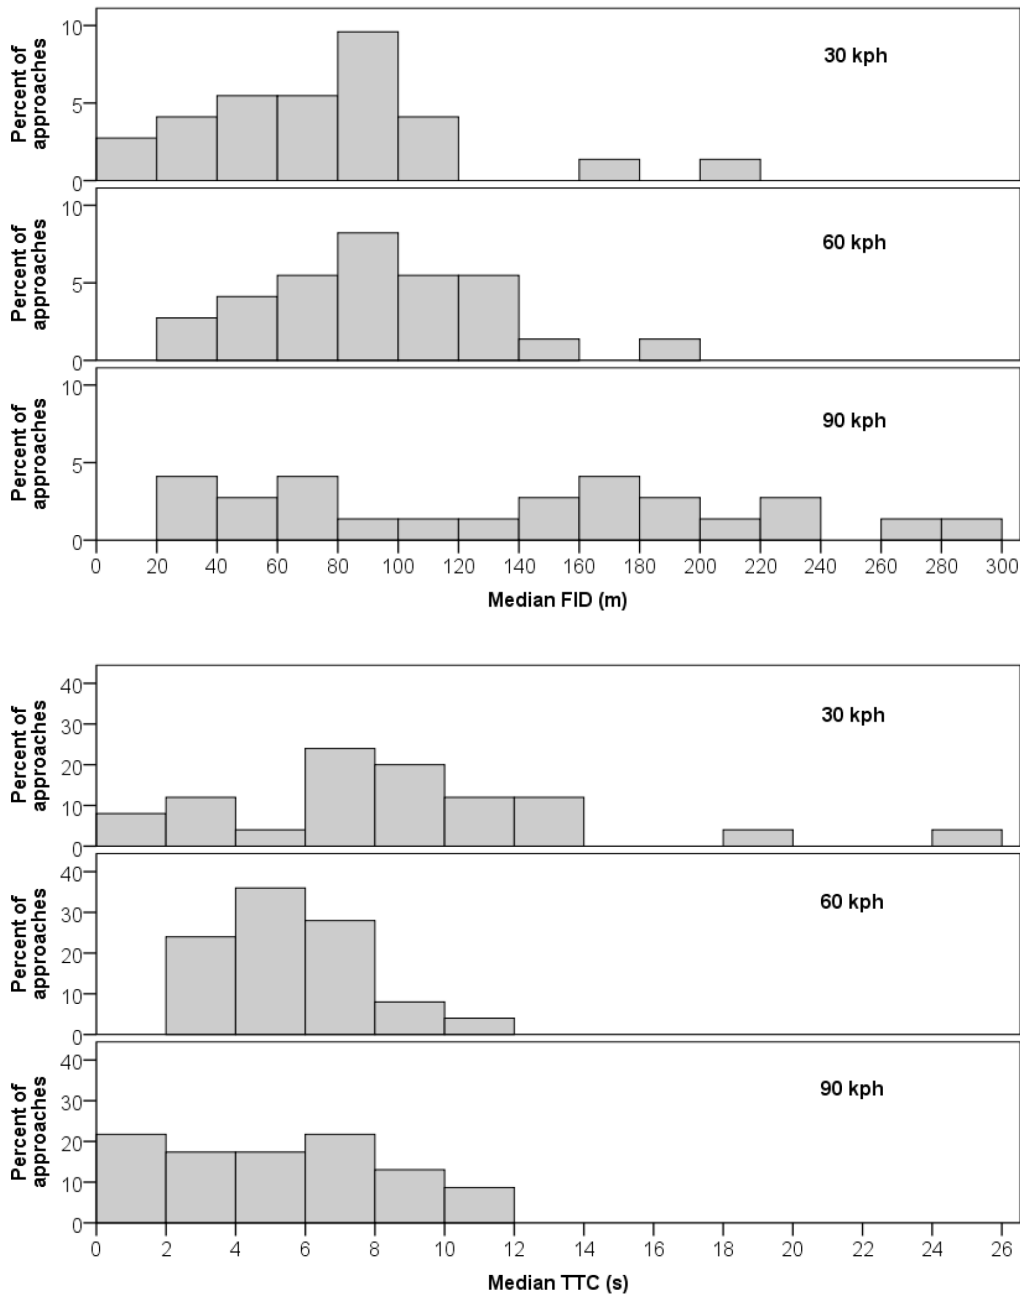 Percent of
approaches
10
5
0
30 kph
Percent of
approaches
10
5
0
60 kph
Percent of
approaches
10
5
0
90 kph
0 20 40 60 80 100 120 140 160 180 200 220 240 260 280 300
Median FID (m)
Percent of
approaches
40
30
20
10
0
30 kph
Percent of
approaches
40
30
20
10
0
60 kph
Percent of
approaches
40
30
20
10
0
90 kph
0 2 4 6 8 10 12 14 16 18 20 22 24 26
Median TTC (s)